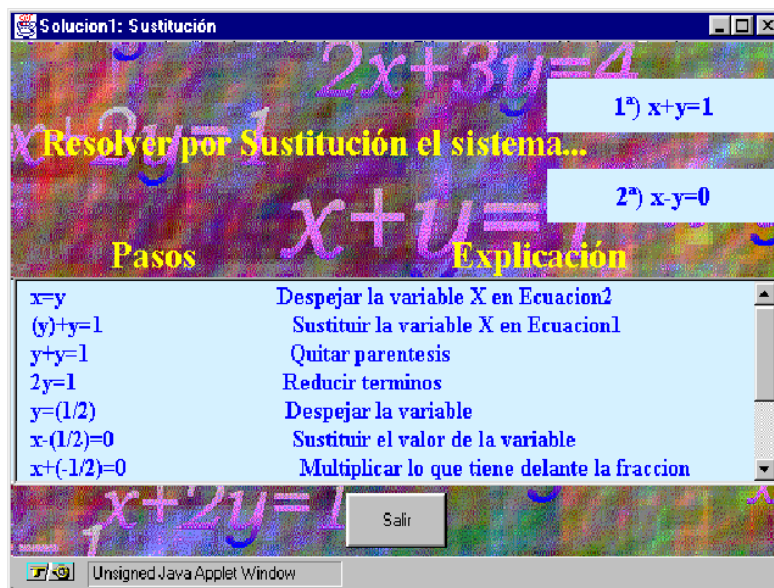 Solucion1: Sustitución
2x+3y=4
1ª) x+y=1
x+2y=1
Resolver por Sustitución el sistema...
2ª) x-y=0
x+y=1
Pasos Explicación
x=y Despejar la variable X en Ecuacion2
(y)+y=1 Sustituir la variable X en Ecuacion1
y+y=1 Quitar parentesis
2y=1 Reducir terminos
y=(1/2) Despejar la variable
x-(1/2)=0 Sustituir el valor de la variable
x+(-1/2)=0 Multiplicar lo que tiene delante la fraccion
x+2y=1
Salir
Unsigned Java Applet Window